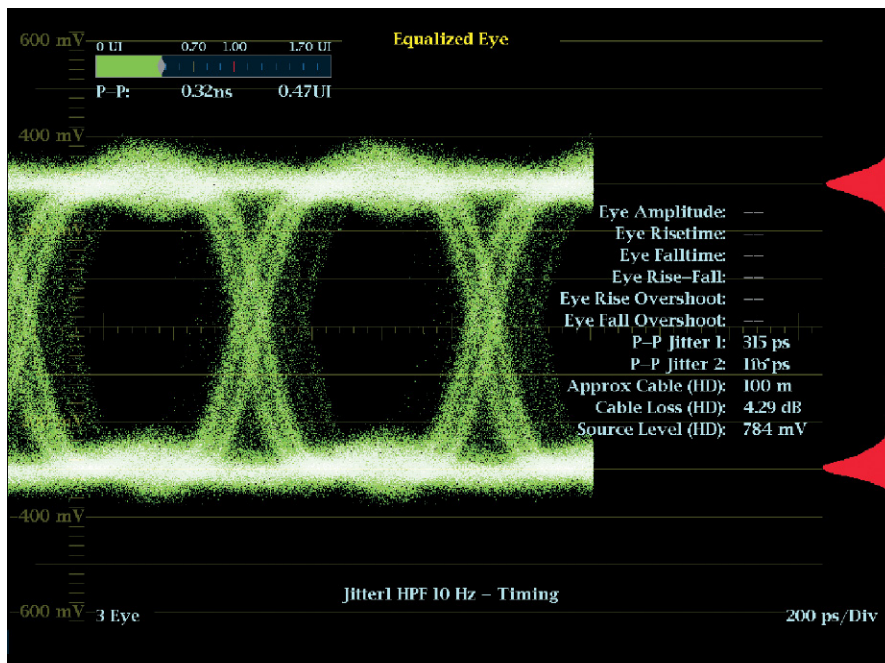 600 mV
Equalized Eye
0 UI 0.70 1.00 1.70 UI
P–P: 0.32ns 0.47UI
400 mV
Eye Amplitude: ––
Eye Risetime: ––
Eye Falltime: ––
Eye Rise–Fall: ––
Eye Rise Overshoot: ––
Eye Fall Overshoot: ––
P–P Jitter 1: 315 ps
P–P Jitter 2: 116 ps
Approx Cable (HD): 100 m
Cable Loss (HD): 4.29 dB
Source Level (HD): 784 mV
–400 mV
Jitter1 HPF 10 Hz – Timing
–600 mV
3 Eye
200 ps/Div